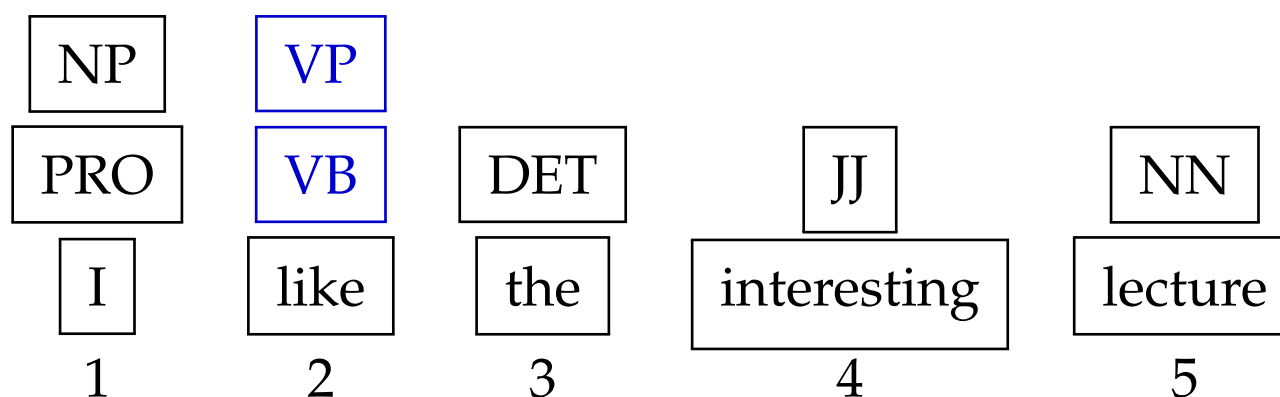 NP VP
PRO VB DET JJ NN
I like the interesting lecture
1 2 3 4 5